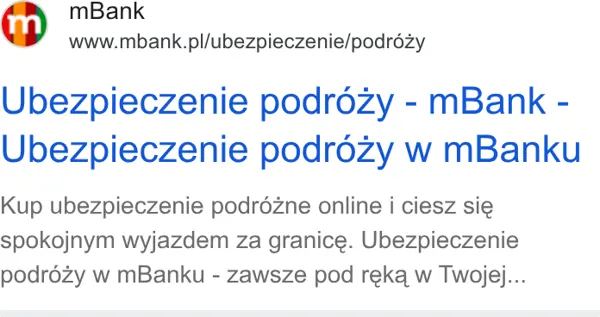 m
mBank
www.mbank.pl/ubezpieczenie/podróży
Ubezpieczenie podróży - mBank -
Ubezpieczenie podróży w mBanku
Kup ubezpieczenie podróżne online i ciesz się
spokojnym wyjazdem za granicę. Ubezpieczenie
podróży w mBanku - zawsze pod ręką w Twojej...